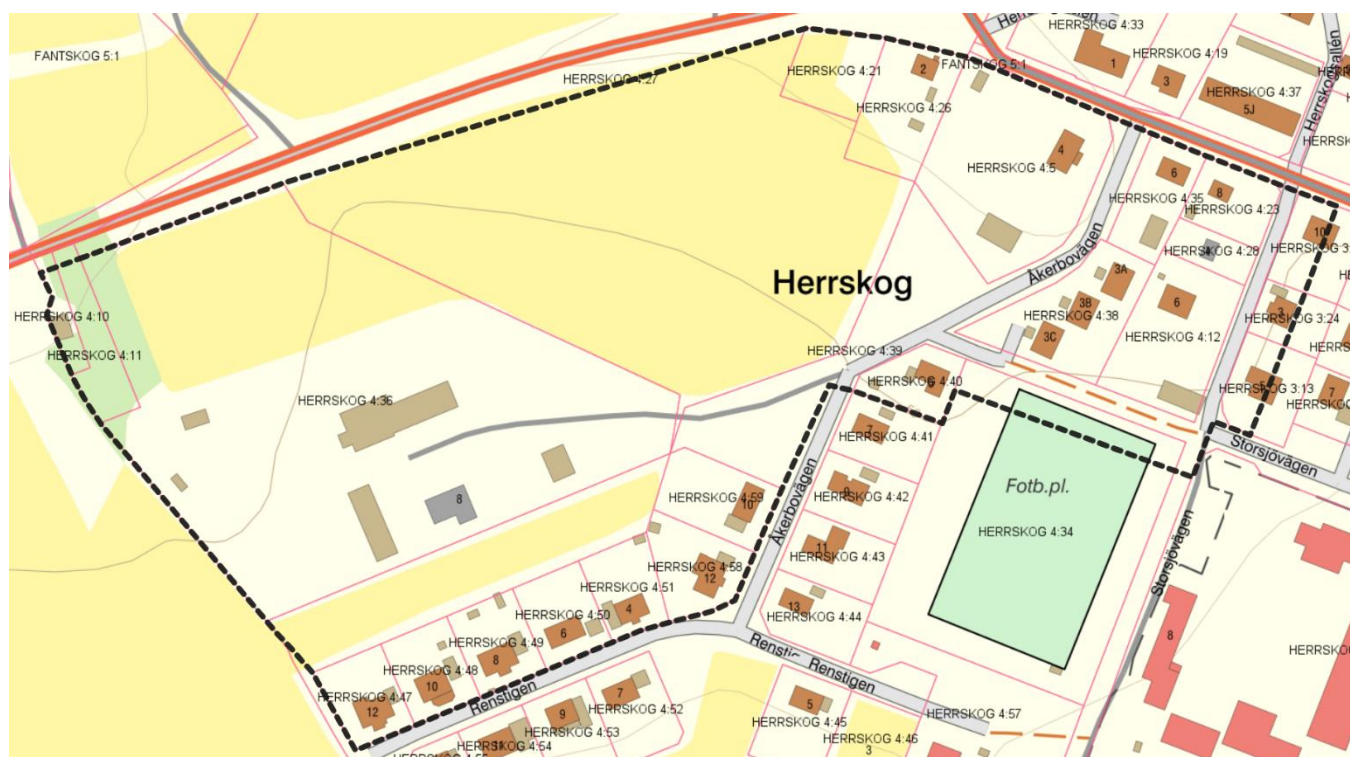 HERRSKOG 4:33
FANTSKOG 5:1
HERRSKOG 4:19
1
FANTSKOG 5:1
HERRSKOG 4:21
2
HERRSKOG 4:27
3
HERRSKOG 4:37
5J
HERRSKOG 4:26
Herrskogsallén
4
HERRSKOG 4:5
6
HERRSKOG 4:35
8
HERRSKOG 4:23
10
HERRSKOG 4:28
Åkerbovägen
3A
Herrskog
3B
6
3
HERRSKOG 3:24
HERRSKOG 4:10
HERRSKOG 4:38
3C
HERRSKOG 4:12
HERRSKOG 4:11
HERRSKOG 4:39
HERRSKOG 4:40
HERRSKOG 3:13
7
HERRSKOG 4:36
7
HERRSKOG 4:41
Storsjövägen
Åkerbovägen
9
HERRSKOG 4:42
Fotb.pl.
8
HERRSKOG 4:59
10
HERRSKOG 4:34
11
HERRSKOG 4:43
Storsjövägen
HERRSKOG 4:58
12
HERRSKOG 4:51
4
13
HERRSKOG 4:44
HERRSKOG 4:50
6
8
HERRSKOG 4:49
8
Renstigen
HERRSKOG 4:48
10
Renstigen
HERRSKOG 4:47
12
7
HERRSKOG 4:52
5
HERRSKOG 4:57
9
HERRSKOG 4:53
HERRSKOG 4:45
HERRSKOG 4:46
HERRSKOG 4:54
3